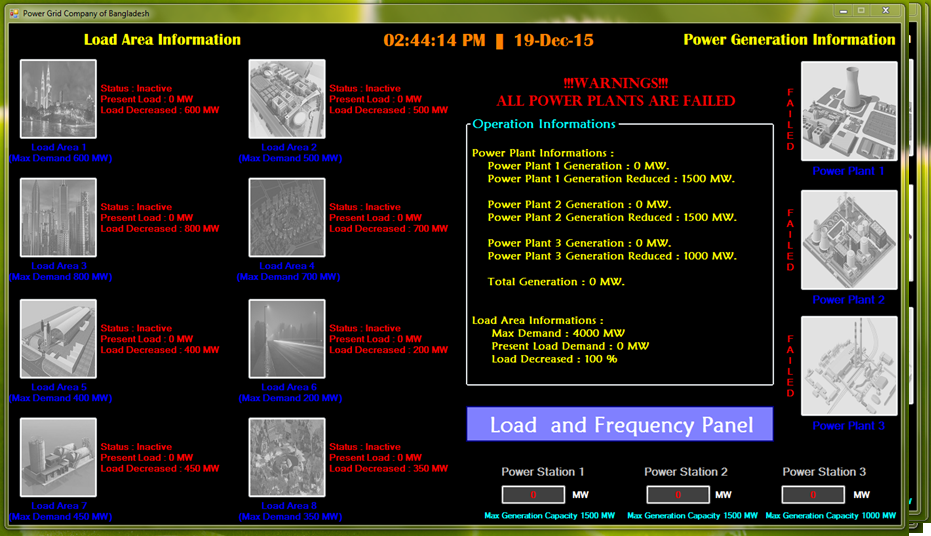 Power Grid Company of Bangladesh
Load Area Information
02:44:14 PM | 19-Dec-15
Power Generation Information
Status : Inactive
Present Load : 0 MW
Load Decreased : 600 MW
Load Area 1
(Max Demand 600 MW)
Status : Inactive
Present Load : 0 MW
Load Decreased : 500 MW
Load Area 2
(Max Demand 500 MW)
Status : Inactive
Present Load : 0 MW
Load Decreased : 800 MW
Load Area 3
(Max Demand 800 MW)
Status : Inactive
Present Load : 0 MW
Load Decreased : 700 MW
Load Area 4
(Max Demand 700 MW)
Status : Inactive
Present Load : 0 MW
Load Decreased : 400 MW
Load Area 5
(Max Demand 400 MW)
Status : Inactive
Present Load : 0 MW
Load Decreased : 200 MW
Load Area 6
(Max Demand 200 MW)
Status : Inactive
Present Load : 0 MW
Load Decreased : 450 MW
Load Area 7
(Max Demand 450 MW)
Status : Inactive
Present Load : 0 MW
Load Decreased : 350 MW
Load Area 8
(Max Demand 350 MW)
!!!WARNINGS!!!
ALL POWER PLANTS ARE FAILED
Operation Informations
Power Plant Informations :
Power Plant 1 Generation : 0 MW.
Power Plant 1 Generation Reduced : 1500 MW.
Power Plant 2 Generation : 0 MW.
Power Plant 2 Generation Reduced : 1500 MW.
Power Plant 3 Generation : 0 MW.
Power Plant 3 Generation Reduced : 1000 MW.
Total Generation : 0 MW.
Load Area Informations :
Max Demand : 4000 MW
Present Load Demand : 0 MW
Load Decreased : 100 %
FAILED
Power Plant 1
FAILED
Power Plant 2
FAILED
Power Plant 3
Load and Frequency Panel
Power Station 1
0 MW
Max Generation Capacity 1500 MW
Power Station 2
0 MW
Max Generation Capacity 1500 MW
Power Station 3
0 MW
Max Generation Capacity 1000 MW